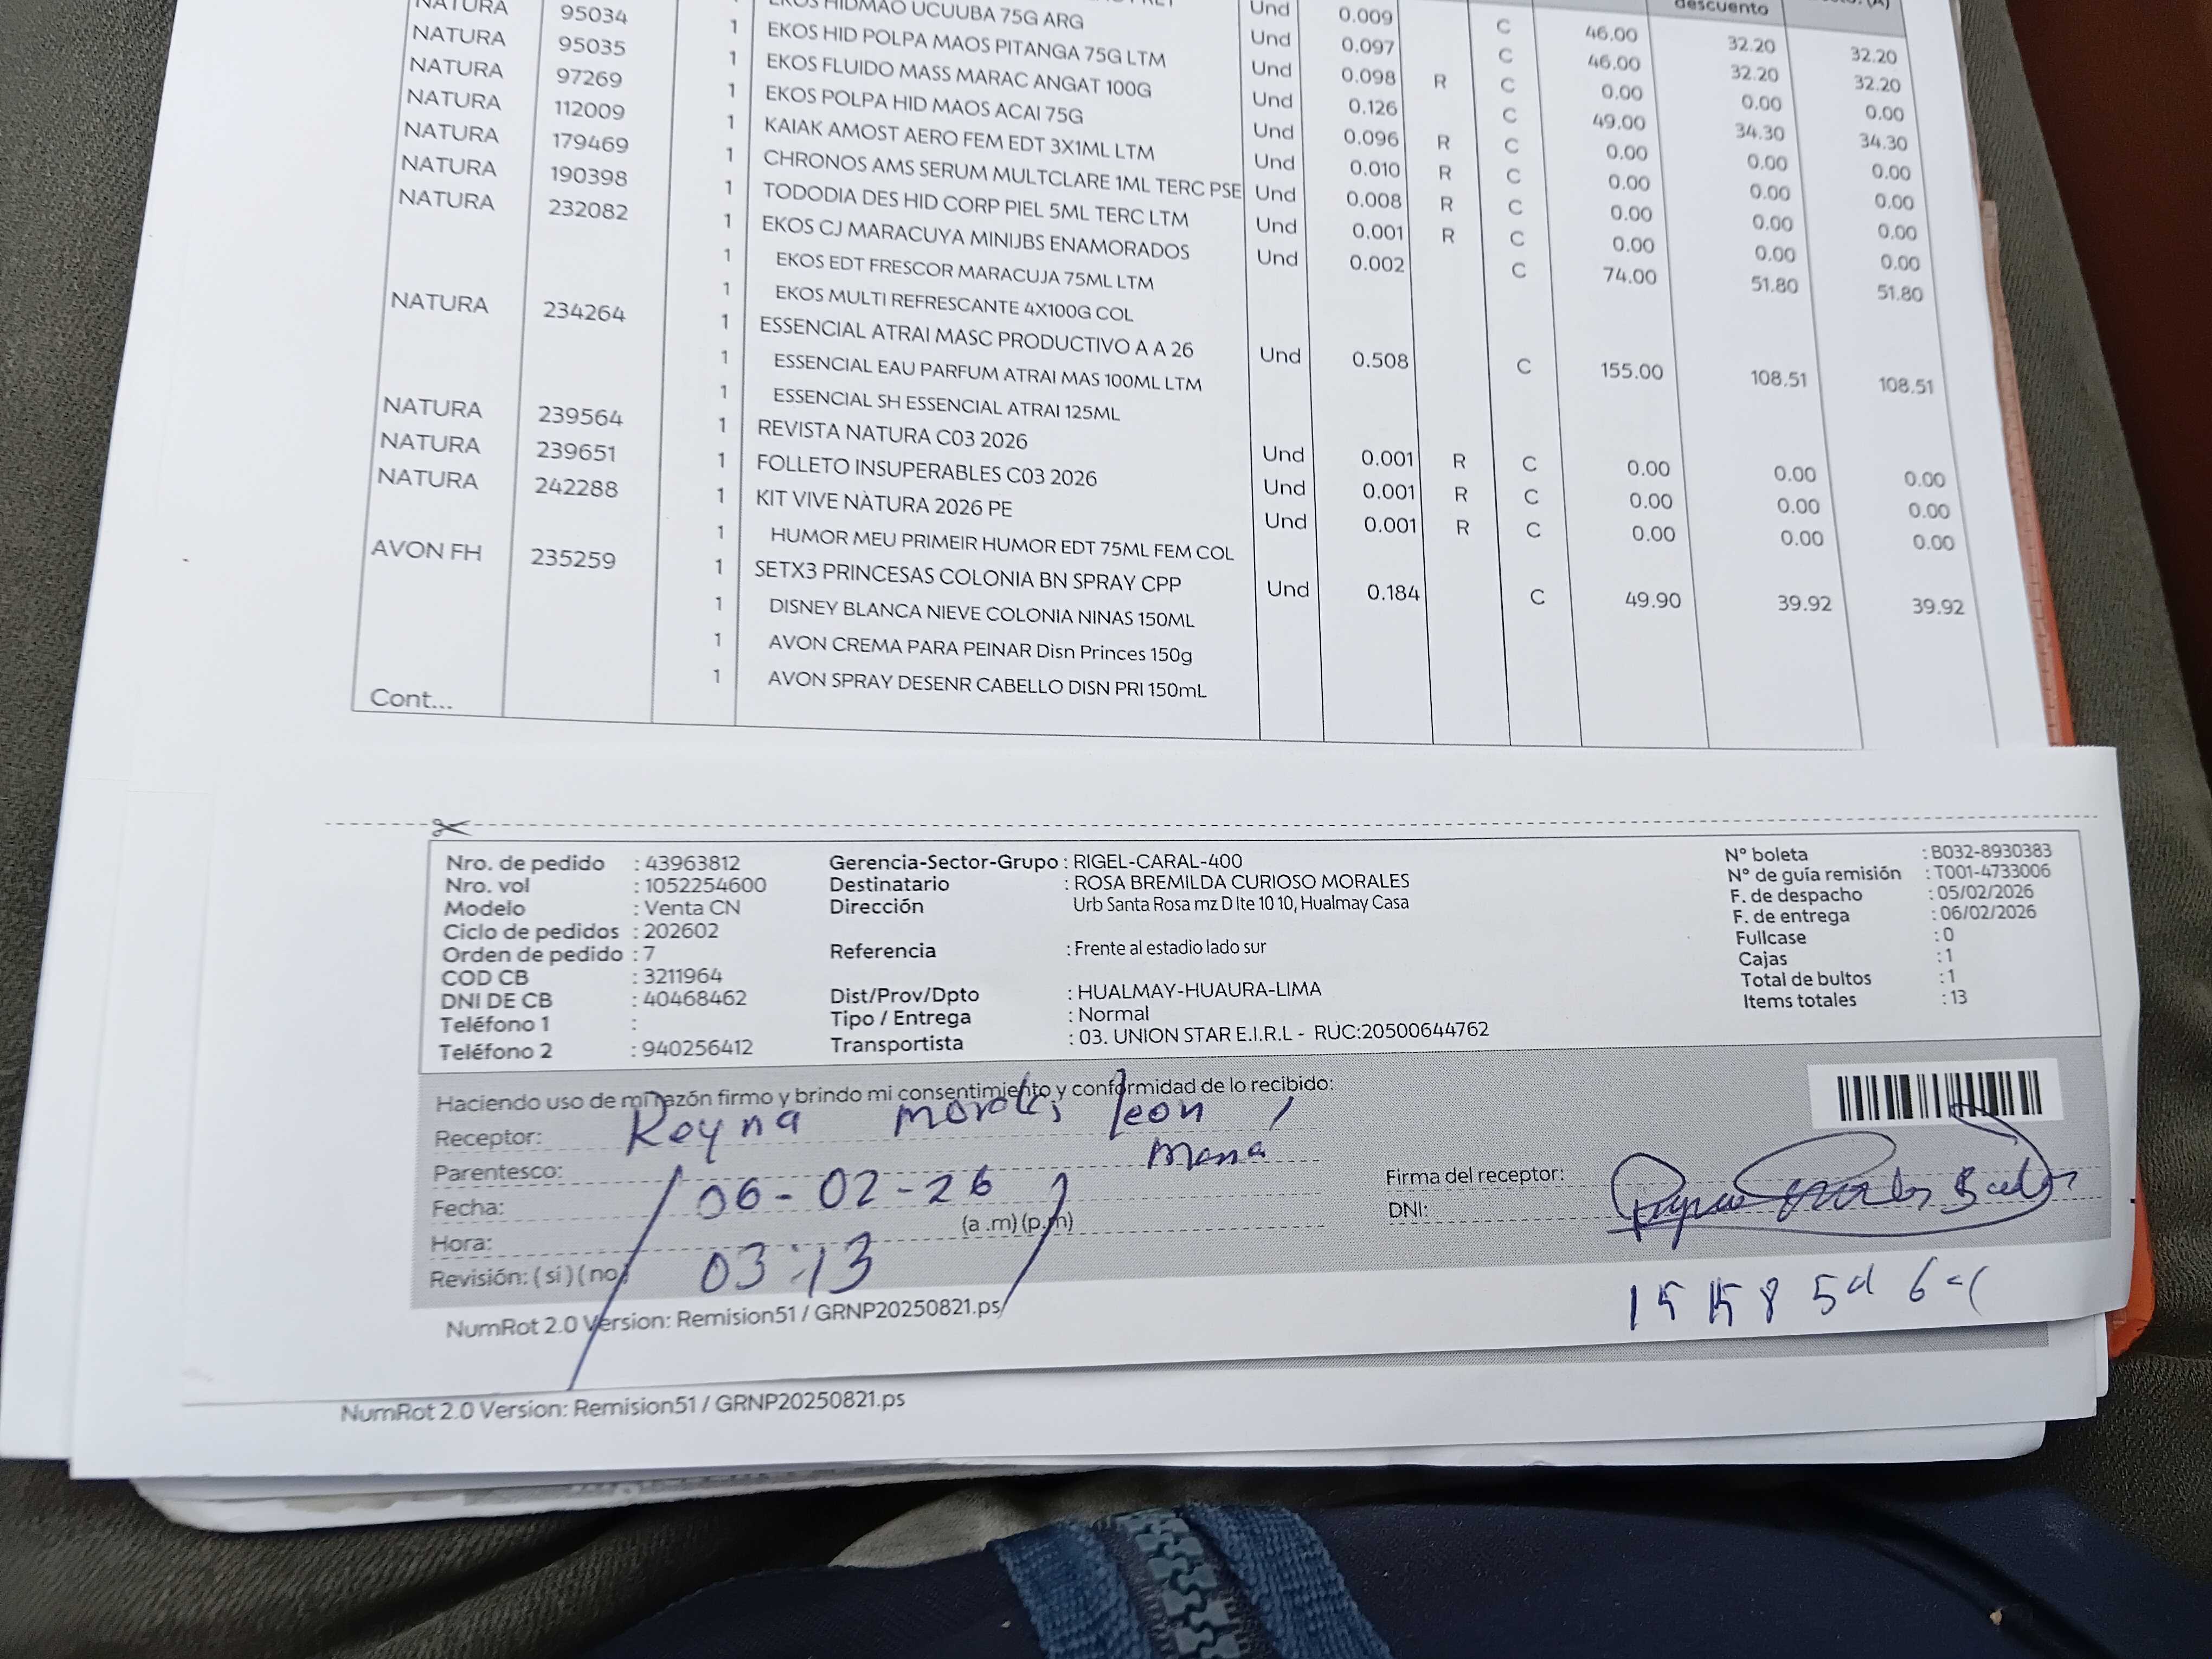 descuento
NATURA 95034 1 EKOS HIDMAO UCUUBA 75G ARG Und 0.009 C 46.00 32.20 32.20
NATURA 95035 1 EKOS HID POLPA MAOS PITANGA 75G LTM Und 0.097 C 46.00 32.20 32.20
NATURA 97269 1 EKOS FLUIDO MASS MARAC ANGAT 100G Und 0.098 R C 0.00 0.00 0.00
NATURA 112009 1 EKOS POLPA HID MAOS ACAI 75G Und 0.126 C 49.00 34.30 34.30
NATURA 179469 1 KAIAK AMOST AERO FEM EDT 3X1ML LTM Und 0.096 R C 0.00 0.00 0.00
NATURA 190398 1 CHRONOS AMS SERUM MULTCLARE 1ML TERC PSE Und 0.010 R C 0.00 0.00 0.00
NATURA 232082 1 TODODIA DES HID CORP PIEL 5ML TERC LTM Und 0.008 R C 0.00 0.00 0.00
1 EKOS CJ MARACUYA MINIJBS ENAMORADOS Und 0.001 R C 0.00 0.00 0.00
1 EKOS EDT FRESCOR MARACUJA 75ML LTM Und 0.002 C 74.00 51.80 51.80
1 EKOS MULTI REFRESCANTE 4X100G COL
NATURA 234264 1 ESSENCIAL ATRAI MASC PRODUCTIVO A A 26 Und 0.508 C 155.00 108.51 108.51
1 ESSENCIAL EAU PARFUM ATRAI MAS 100ML LTM
1 ESSENCIAL SH ESSENCIAL ATRAI 125ML
NATURA 239564 1 REVISTA NATURA C03 2026 Und 0.001 R C 0.00 0.00 0.00
NATURA 239651 1 FOLLETO INSUPERABLES C03 2026 Und 0.001 R C 0.00 0.00 0.00
NATURA 242288 1 KIT VIVE NATURA 2026 PE Und 0.001 R C 0.00 0.00 0.00
1 HUMOR MEU PRIMEIR HUMOR EDT 75ML FEM COL
AVON FH 235259 1 SETX3 PRINCESAS COLONIA BN SPRAY CPP Und 0.184 C 49.90 39.92 39.92
1 DISNEY BLANCA NIEVE COLONIA NINAS 150ML
1 AVON CREMA PARA PEINAR Disn Princes 150g
1 AVON SPRAY DESENR CABELLO DISN PRI 150mL
Cont...
Nro. de pedido : 43963812 Gerencia-Sector-Grupo : RIGEL-CARAL-400 N° boleta : B032-8930383
Nro. vol : 1052254600 Destinatario : ROSA BREMILDA CURIOSO MORALES N° de guía remisión : T001-4733006
Modelo : Venta CN Dirección Urb Santa Rosa mz D lte 10 10, Hualmay Casa F. de despacho : 05/02/2026
Ciclo de pedidos : 202602 F. de entrega : 06/02/2026
Orden de pedido : 7 Referencia : Frente al estadio lado sur Fullcase : 0
COD CB : 3211964 Cajas : 1
DNI DE CB : 40468462 Dist/Prov/Dpto : HUALMAY-HUAURA-LIMA Total de bultos : 1
Teléfono 1 : Tipo / Entrega : Normal Items totales : 13
Teléfono 2 : 940256412 Transportista : 03. UNION STAR E.I.R.L - RUC:20500644762
Haciendo uso de mi razón firmo y brindo mi consentimiento y conformidad de lo recibido:
Receptor: Reyna Morales leon
Parentesco: Mamá
Firma del receptor:
Fecha: 06-02-26
DNI:
Hora: (a .m) (p.m)
Revisión: (si) (no) 03:13
NumRot 2.0 Version: Remision51 / GRNP20250821.ps
NumRot 2.0 Version: Remision51 / GRNP20250821.ps